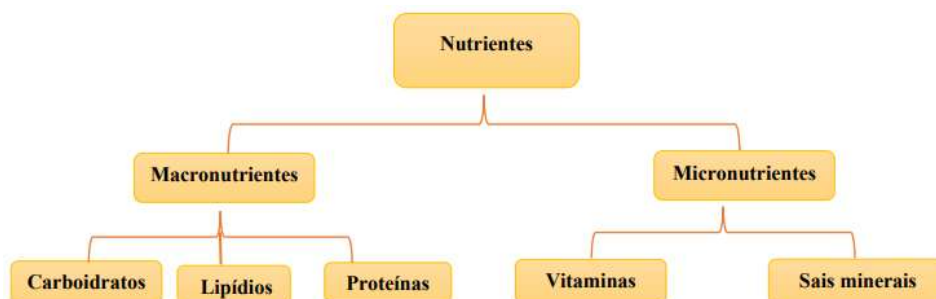 Nutrientes
Macronutrientes
Micronutrientes
Carboidratos
Lipídios
Proteínas
Vitaminas
Sais minerais